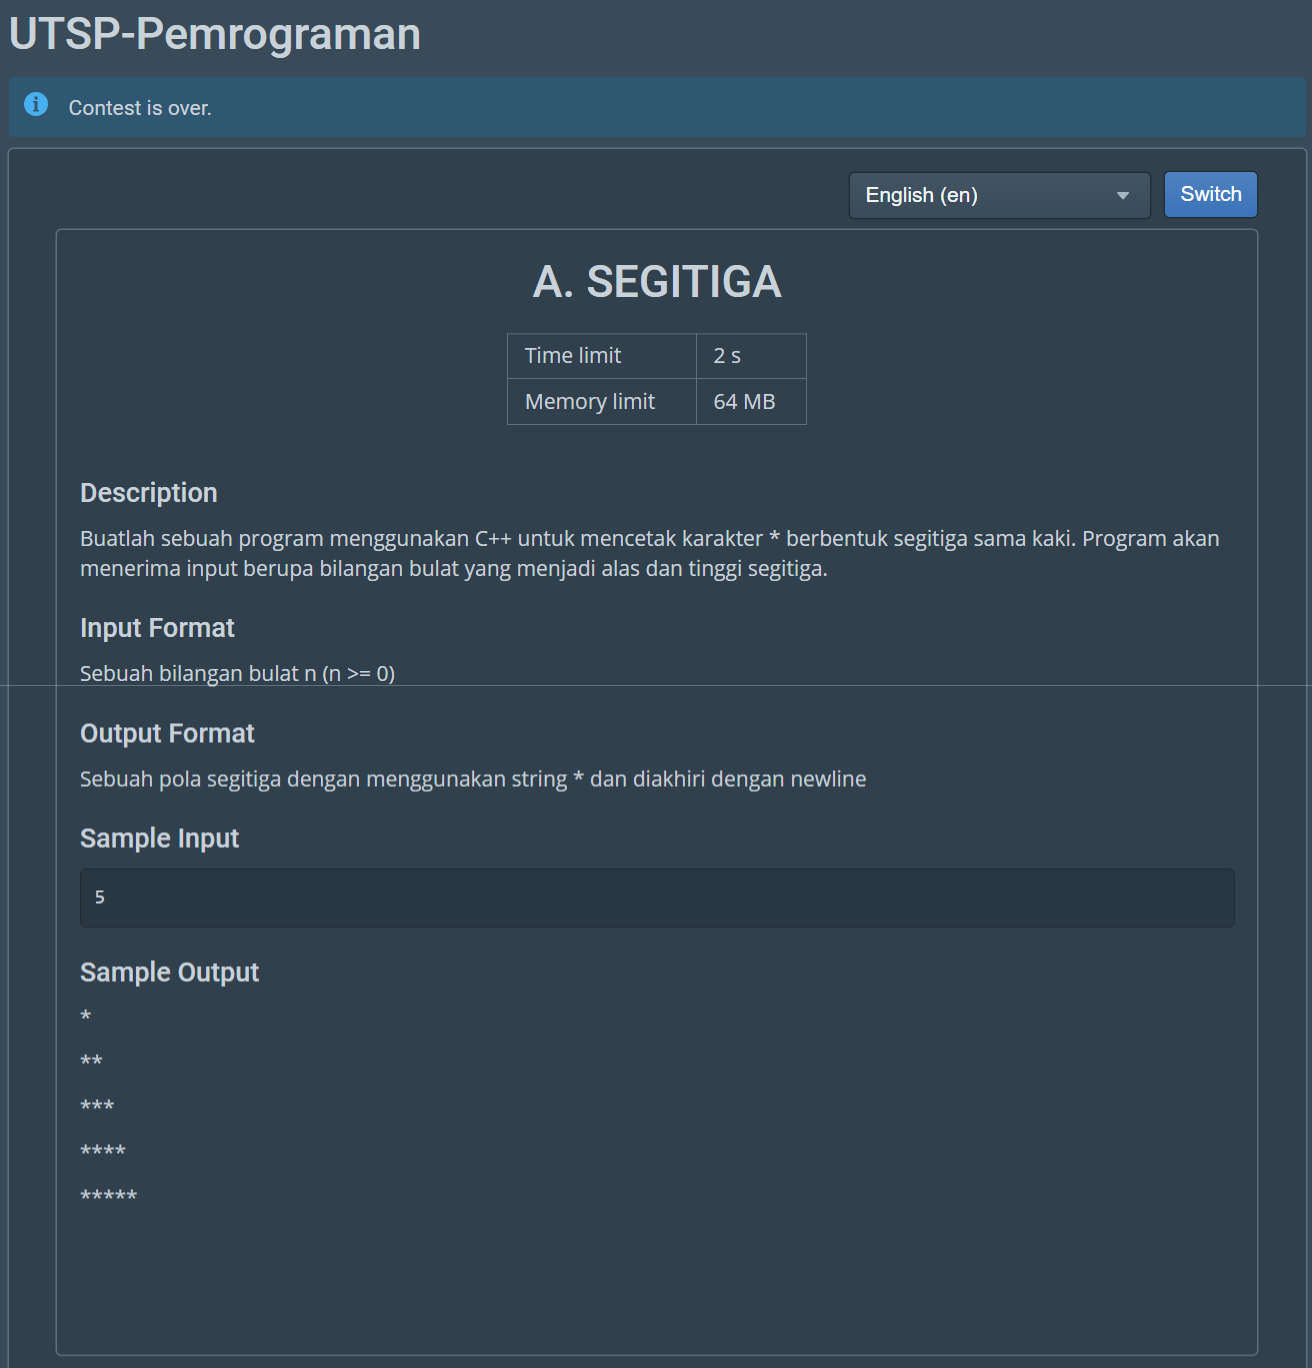 UTSP-Pemrograman
Contest is over.
English (en)
Switch
A. SEGITIGA
Time limit 2 s
Memory limit 64 MB
Description
Buatlah sebuah program menggunakan C++ untuk mencetak karakter * berbentuk segitiga sama kaki. Program akan
menerima input berupa bilangan bulat yang menjadi alas dan tinggi segitiga.
Input Format
Sebuah bilangan bulat n (n >= 0)
Output Format
Sebuah pola segitiga dengan menggunakan string * dan diakhiri dengan newline
Sample Input
5
Sample Output
*
**
***
****
*****